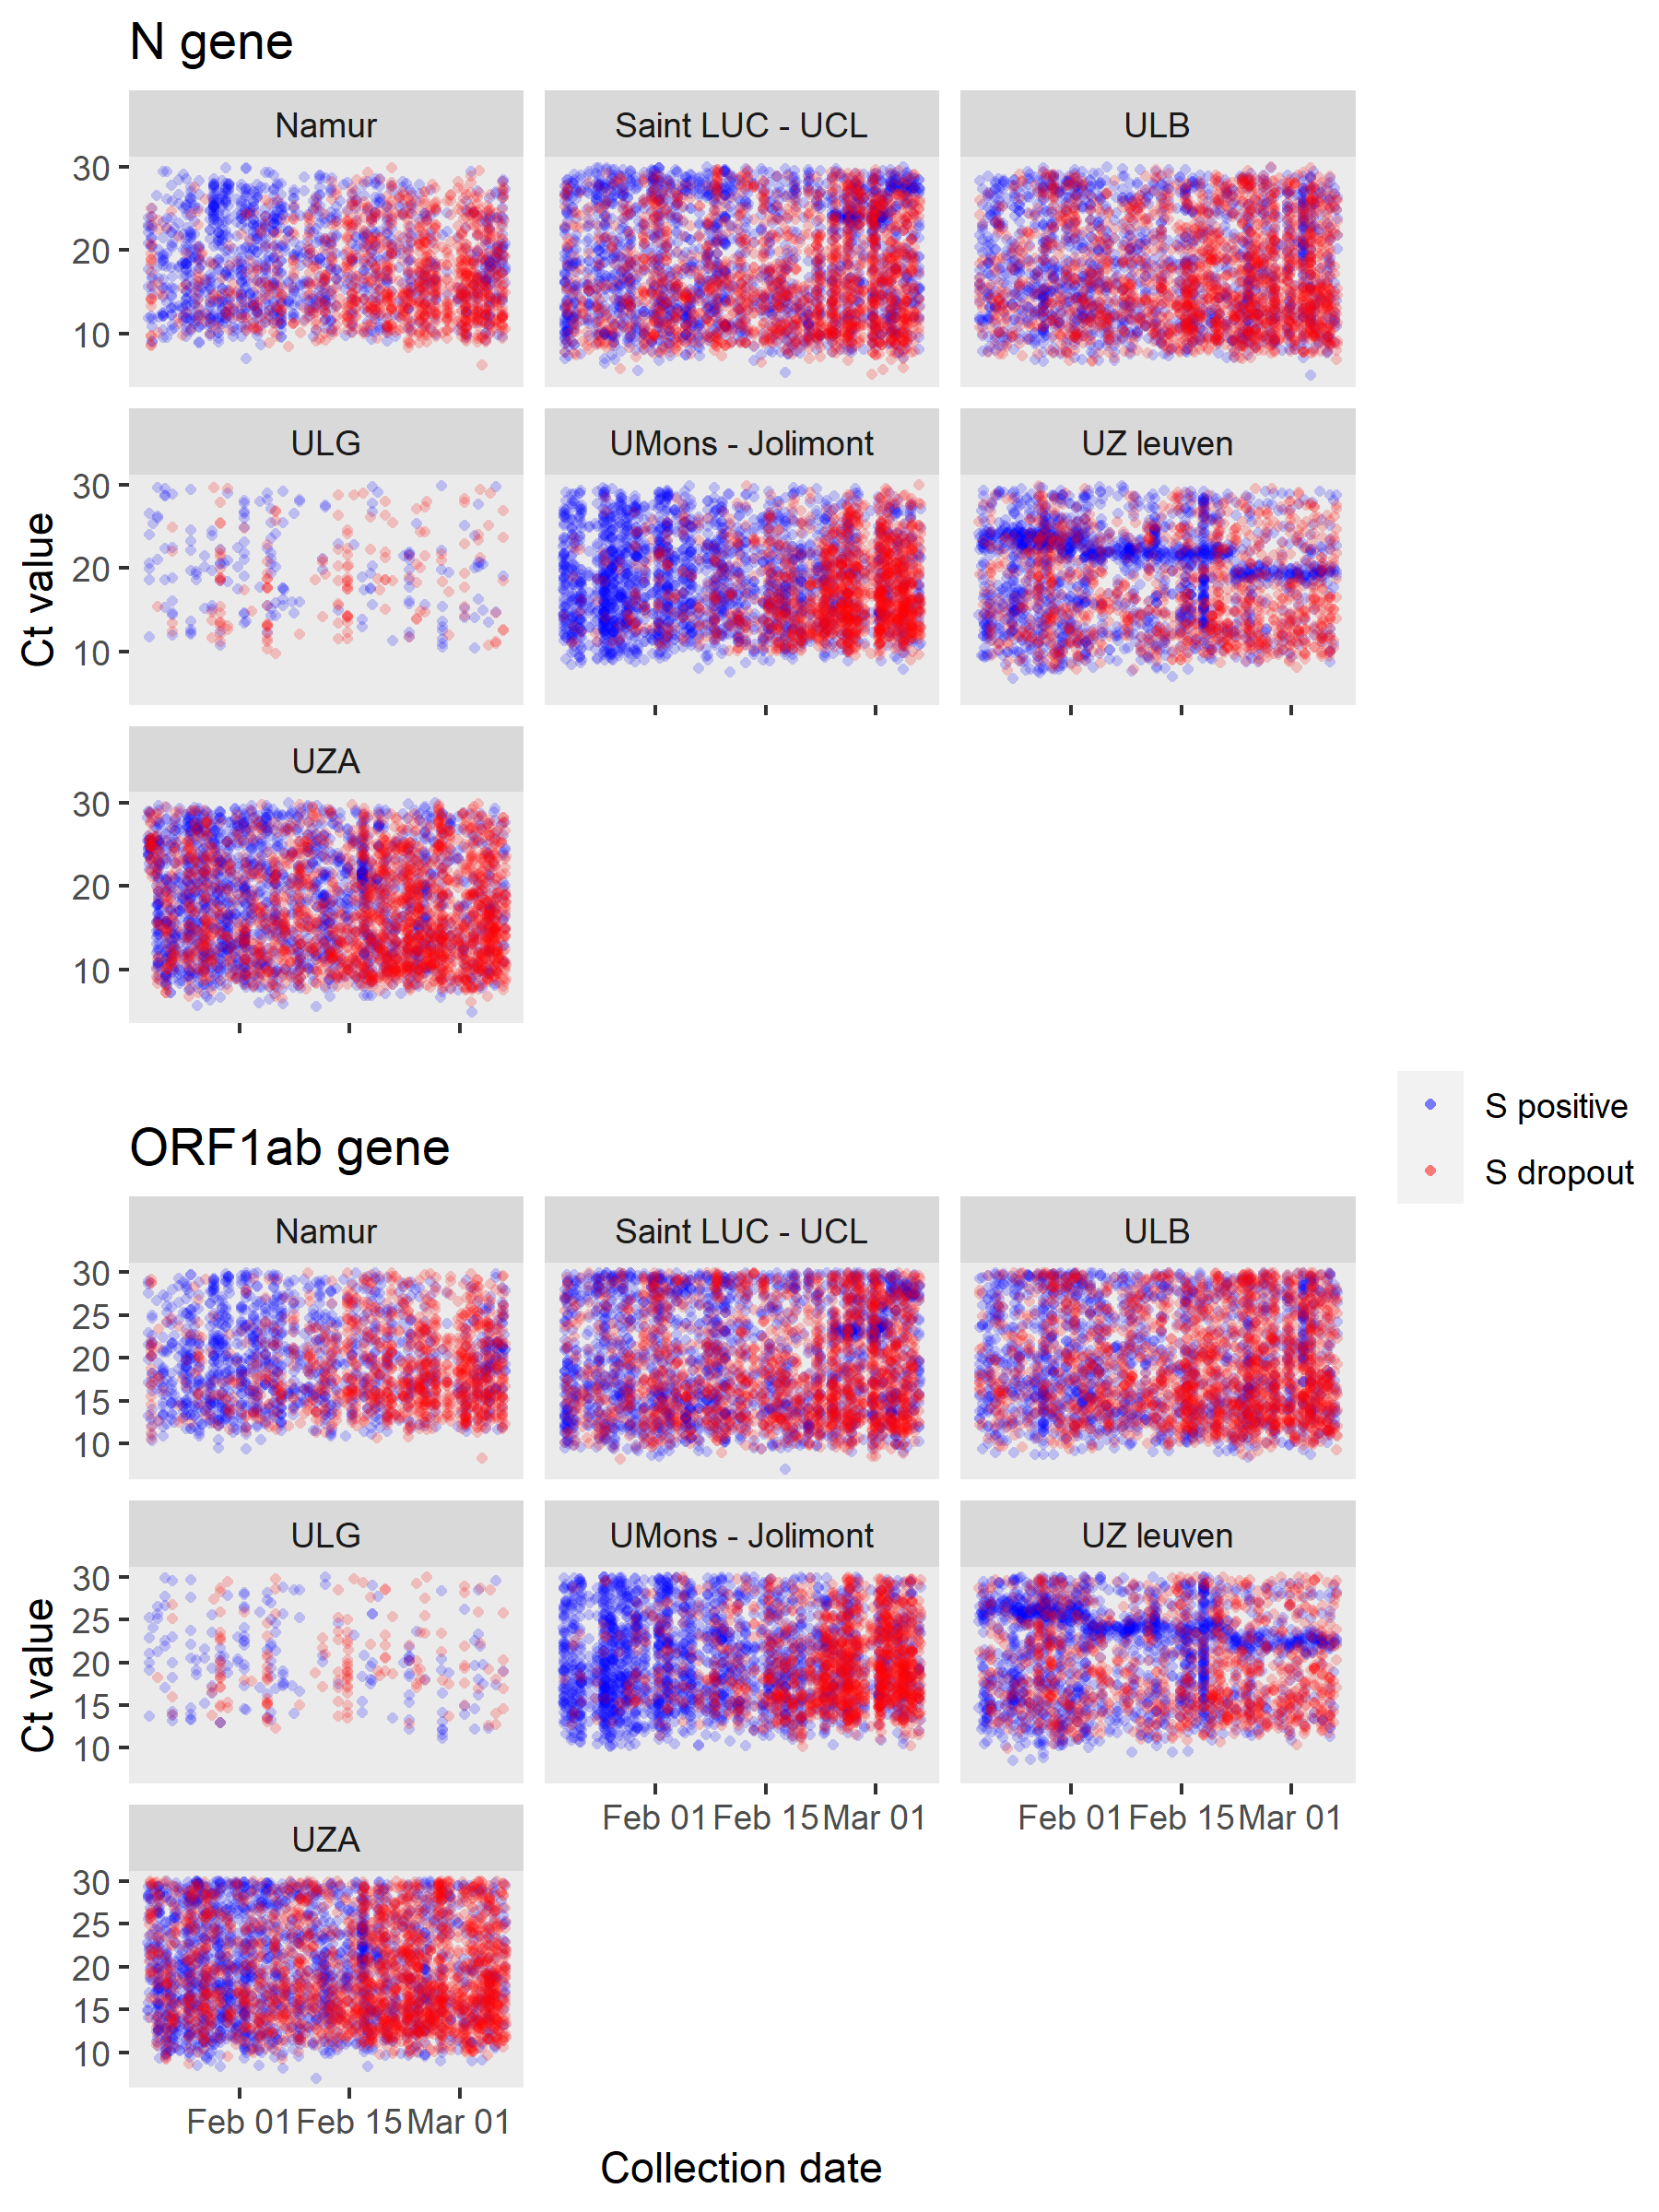 N gene
Namur
Saint LUC - UCL
ULB
30
20
10
ULG
UMons - Jolimont
UZ leuven
30
20
10
Ct value
UZA
30
20
10
S positive
S dropout
ORF1ab gene
Namur
Saint LUC - UCL
ULB
30
25
20
15
10
ULG
UMons - Jolimont
UZ leuven
30
25
20
15
10
Ct value
Feb 01 Feb 15 Mar 01
Feb 01 Feb 15 Mar 01
UZA
30
25
20
15
10
Feb 01 Feb 15 Mar 01
Collection date